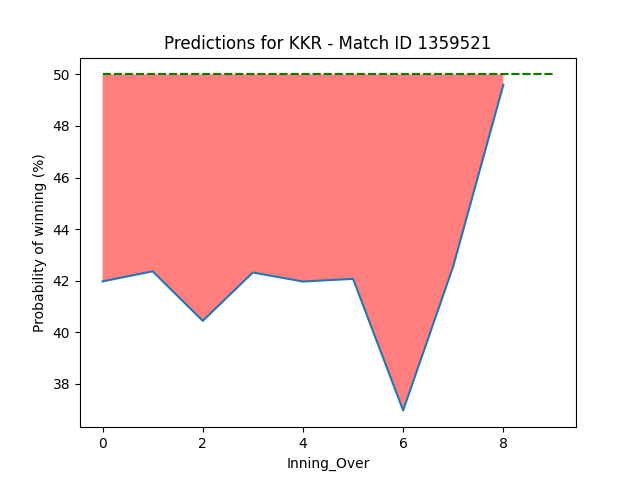 Predictions for KKR - Match ID 1359521
Probability of winning (%)
50
48
46
44
42
40
38
0 2 4 6 8
Inning_Over